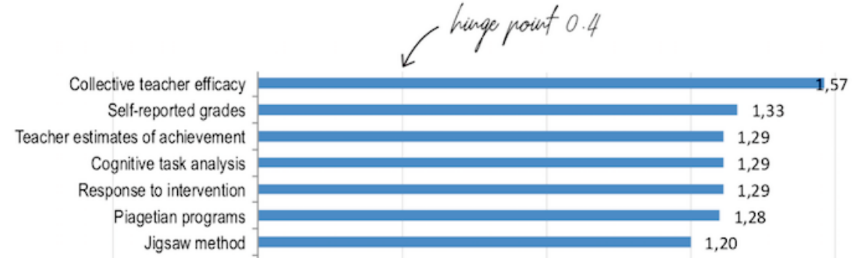 hinge point 0.4
Collective teacher efficacy 1,57
Self-reported grades 1,33
Teacher estimates of achievement 1,29
Cognitive task analysis 1,29
Response to intervention 1,29
Piagetian programs 1,28
Jigsaw method 1,20